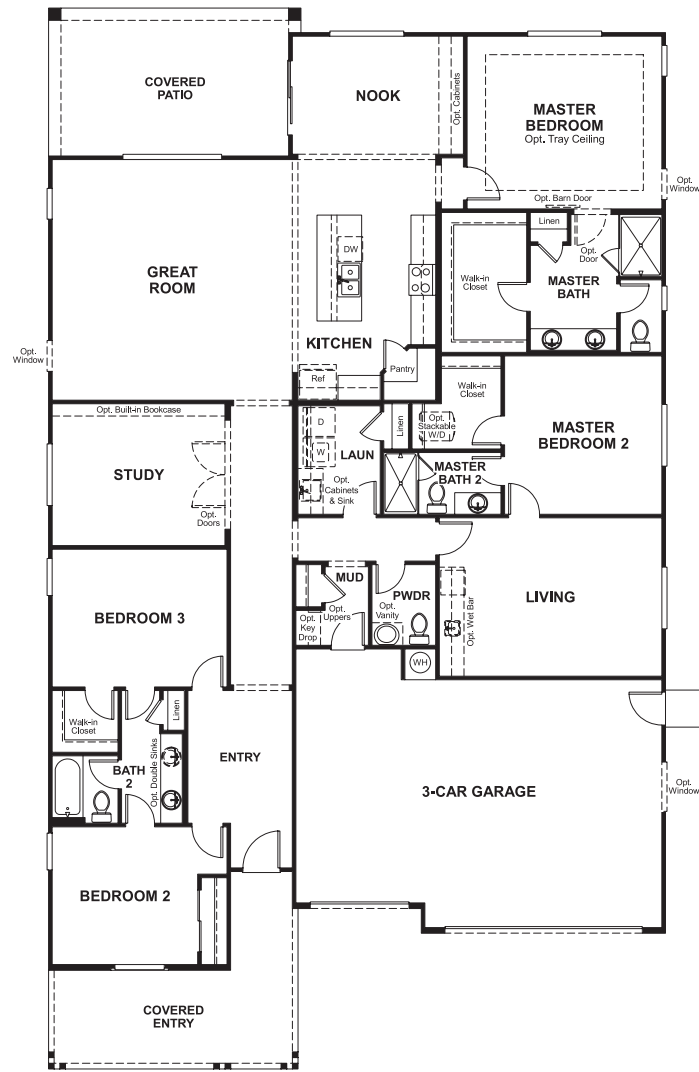 COVERED
PATIO
NOOK
Opt. Cabinets
MASTER
BEDROOM
Opt. Tray Ceiling
Opt.
Window
Opt. Barn Door
Linen
Opt.
Door
Walk-in
Closet
MASTER
BATH
GREAT
ROOM
DW
KITCHEN
Opt.
Window
Ref
Pantry
Opt. Built-in Bookcase
STUDY
Opt.
Doors
D
W
LAUN
Opt.
Cabinets
& Sink
Linen
Opt.
Stackable
W/D
Walk-in
Closet
MASTER
BEDROOM 2
MASTER
BATH 2
BEDROOM 3
MUD
Opt.
Uppers
Opt.
Key
Drop
PWDR
Opt.
Vanity
LIVING
Opt. Wet Bar
WH
Walk-in
Closet
Linen
BATH
2
Opt. Double Sinks
ENTRY
3-CAR GARAGE
Opt.
Window
BEDROOM 2
COVERED
ENTRY